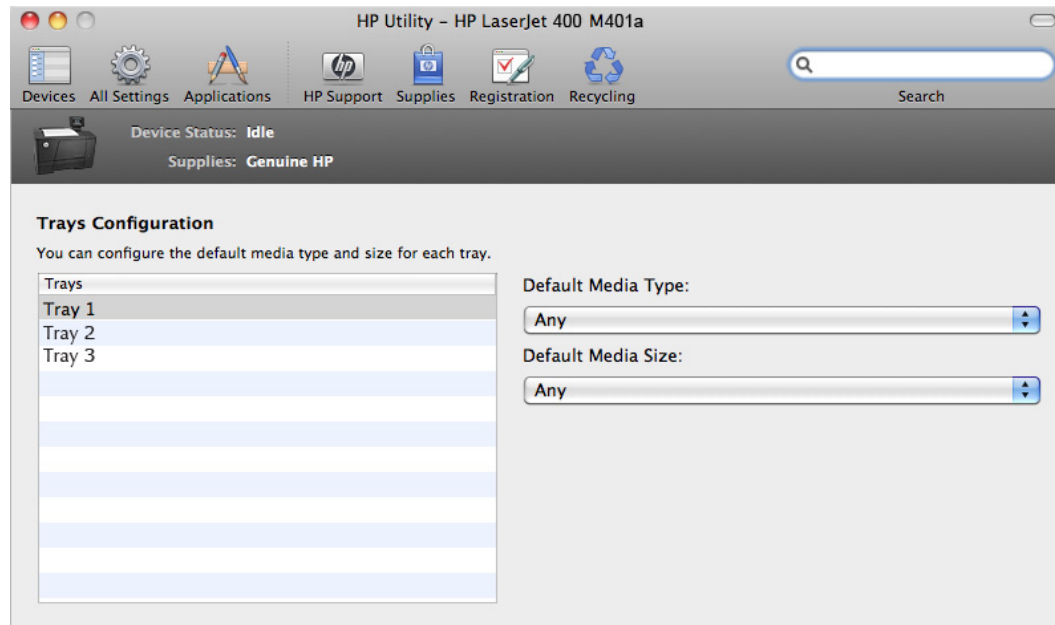 HP Utility – HP LaserJet 400 M401a
Devices All Settings Applications HP Support Supplies Registration Recycling Search
Device Status: Idle
Supplies: Genuine HP
Trays Configuration
You can configure the default media type and size for each tray.
Trays
Tray 1
Tray 2
Tray 3
Default Media Type:
Any
Default Media Size:
Any